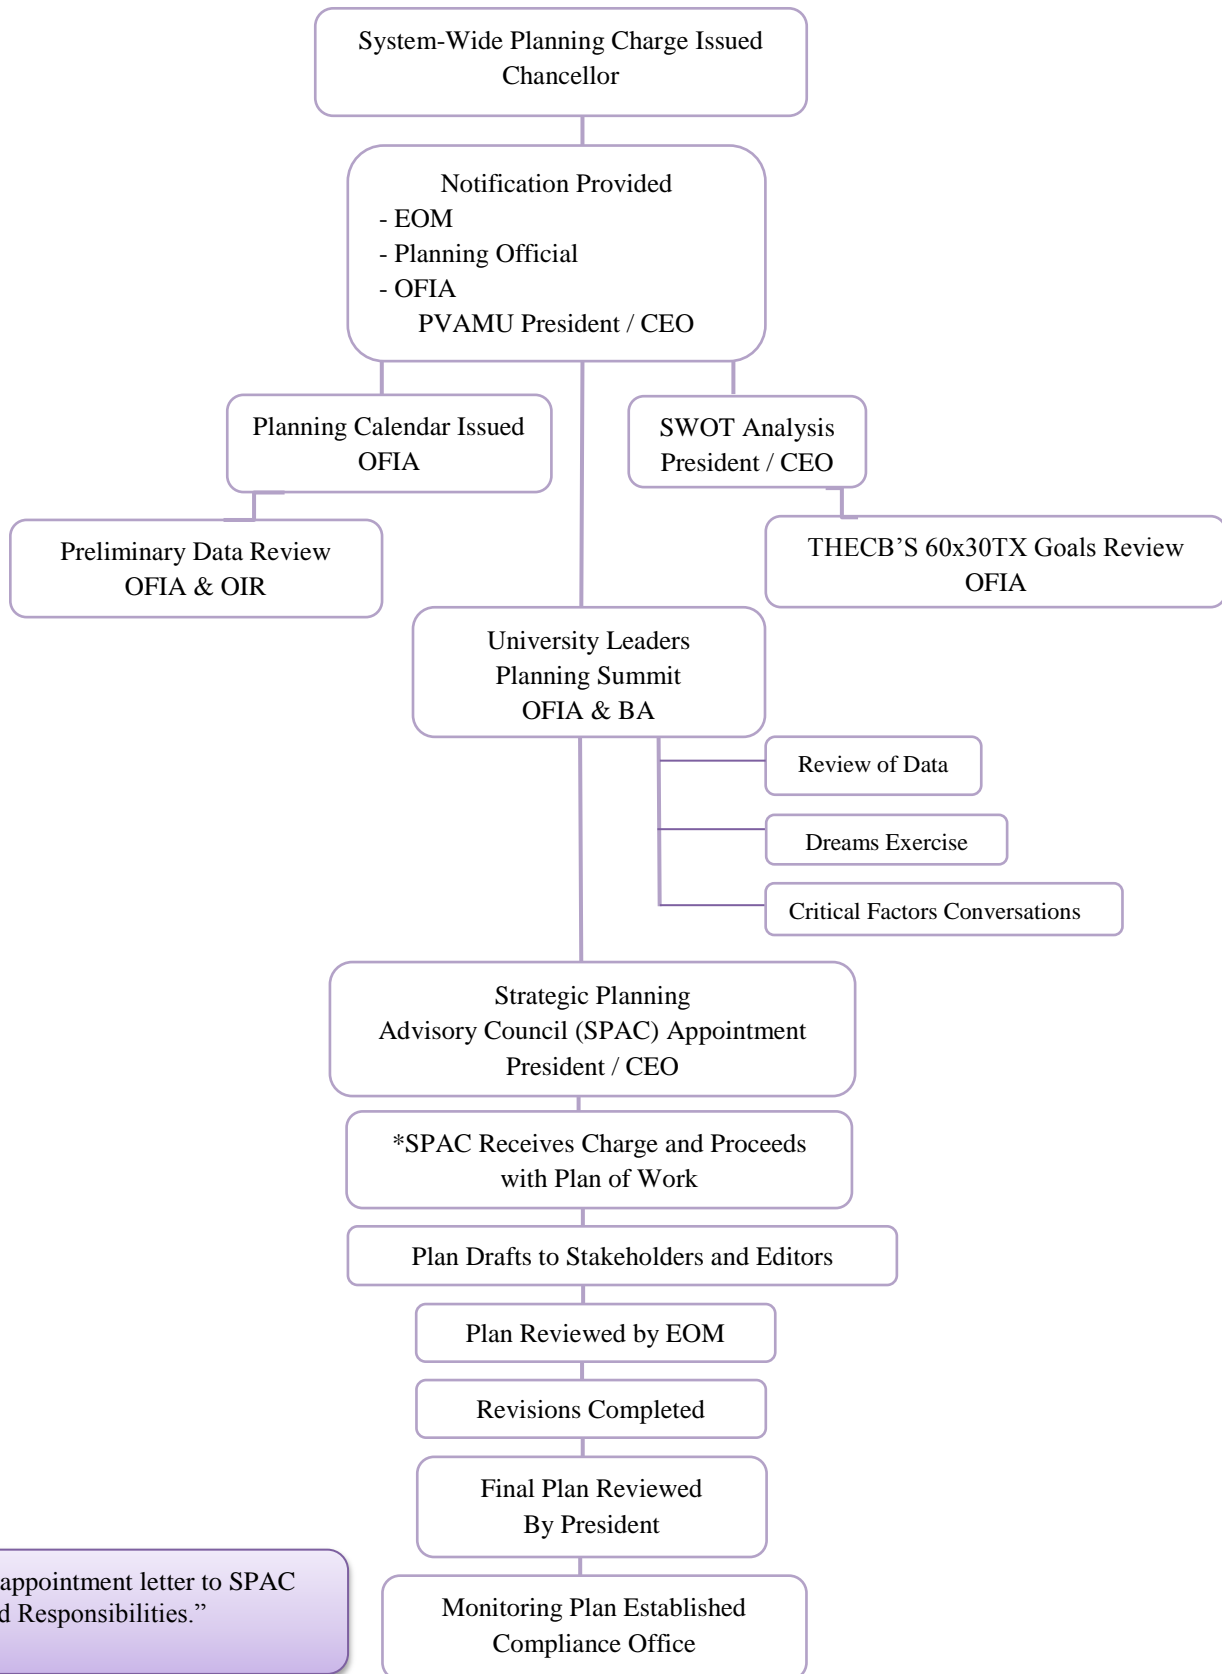 System-Wide Planning Charge Issued
Chancellor
Notification Provided
- EOM
- Planning Official
- OFIA
PVAMU President / CEO
Planning Calendar Issued
OFIA
SWOT Analysis
President / CEO
Preliminary Data Review
OFIA & OIR
THECB'S 60x30TX Goals Review
OFIA
University Leaders
Planning Summit
OFIA & BA
Review of Data
Dreams Exercise
Critical Factors Conversations
Strategic Planning
Advisory Council (SPAC) Appointment
President / CEO
*SPAC Receives Charge and Proceeds
with Plan of Work
Plan Drafts to Stakeholders and Editors
Plan Reviewed by EOM
Revisions Completed
Final Plan Reviewed
By President
appointment letter to SPAC
Responsibilities.”
Monitoring Plan Established
Compliance Office